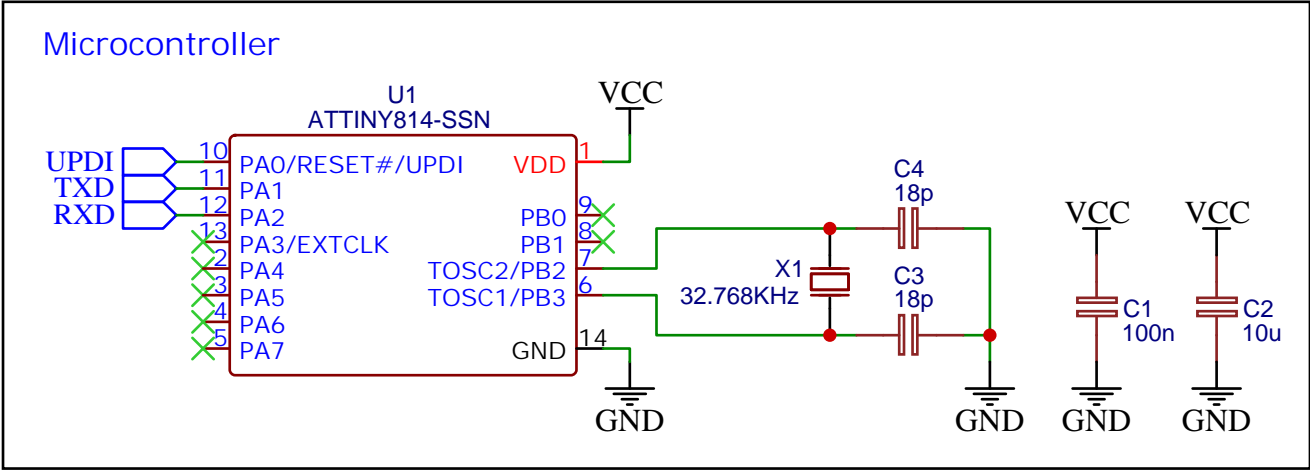 Microcontroller
U1
ATTINY814-SSN
VCC
UPDI
10
PA0/RESET#/UPDI
VDD
1
TXD
11
PA1
RXD
12
PA2
PB0
9
13
PA3/EXTCLK
PB1
8
2
PA4
TOSC2/PB2
7
3
PA5
TOSC1/PB3
6
4
PA6
5
PA7
GND
14
GND
X1
32.768KHz
C4
18p
C3
18p
GND
VCC
C1
100n
GND
VCC
C2
10u
GND